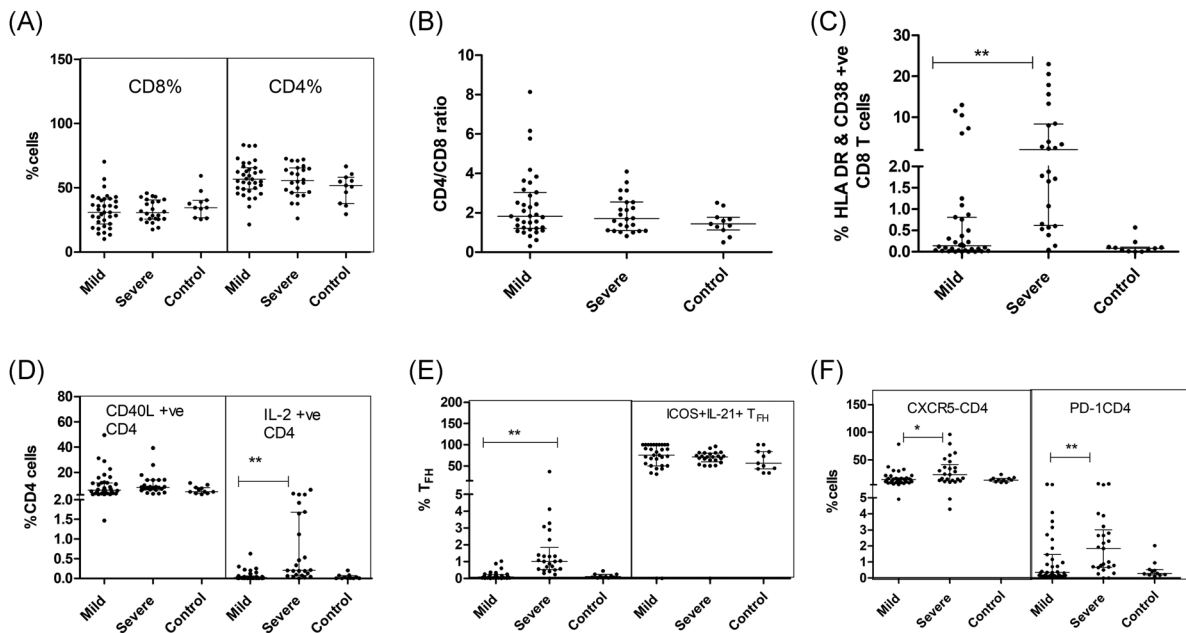 (A)
150
100
50
0
%cells
CD8%
CD4%
Mild
Severe
Control
Mild
Severe
Control
(B)
10
8
6
4
2
0
CD4/CD8 ratio
Mild
Severe
Control
(C)
30
20
10
2.0
1.5
1.0
0.5
0.0
% HLA DR & CD38 +ve
CD8 T cells
**
Mild
Severe
Control
(D)
80
60
40
20
2.0
1.5
1.0
0.5
0.0
%CD4 cells
CD40L +ve
CD4
IL-2 +ve
CD4
**
Mild
Severe
Control
Mild
Severe
Control
(E)
200
150
100
50
5
4
3
2
1
0
% TFH
**
ICOS+IL-21+ TFH
Mild
Severe
Control
Mild
Severe
Control
(F)
150
100
50
5
4
3
2
1
0
%cells
CXCR5-CD4
*
PD-1CD4
**
Mild
Severe
Control
Mild
Severe
Control